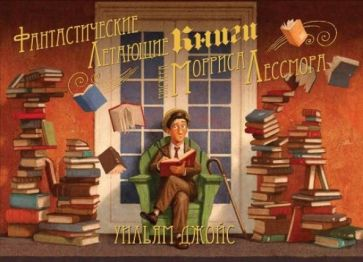 Фантастические
Летающие Книги
мистера
Морриса Лессмора
Уильям Джойс